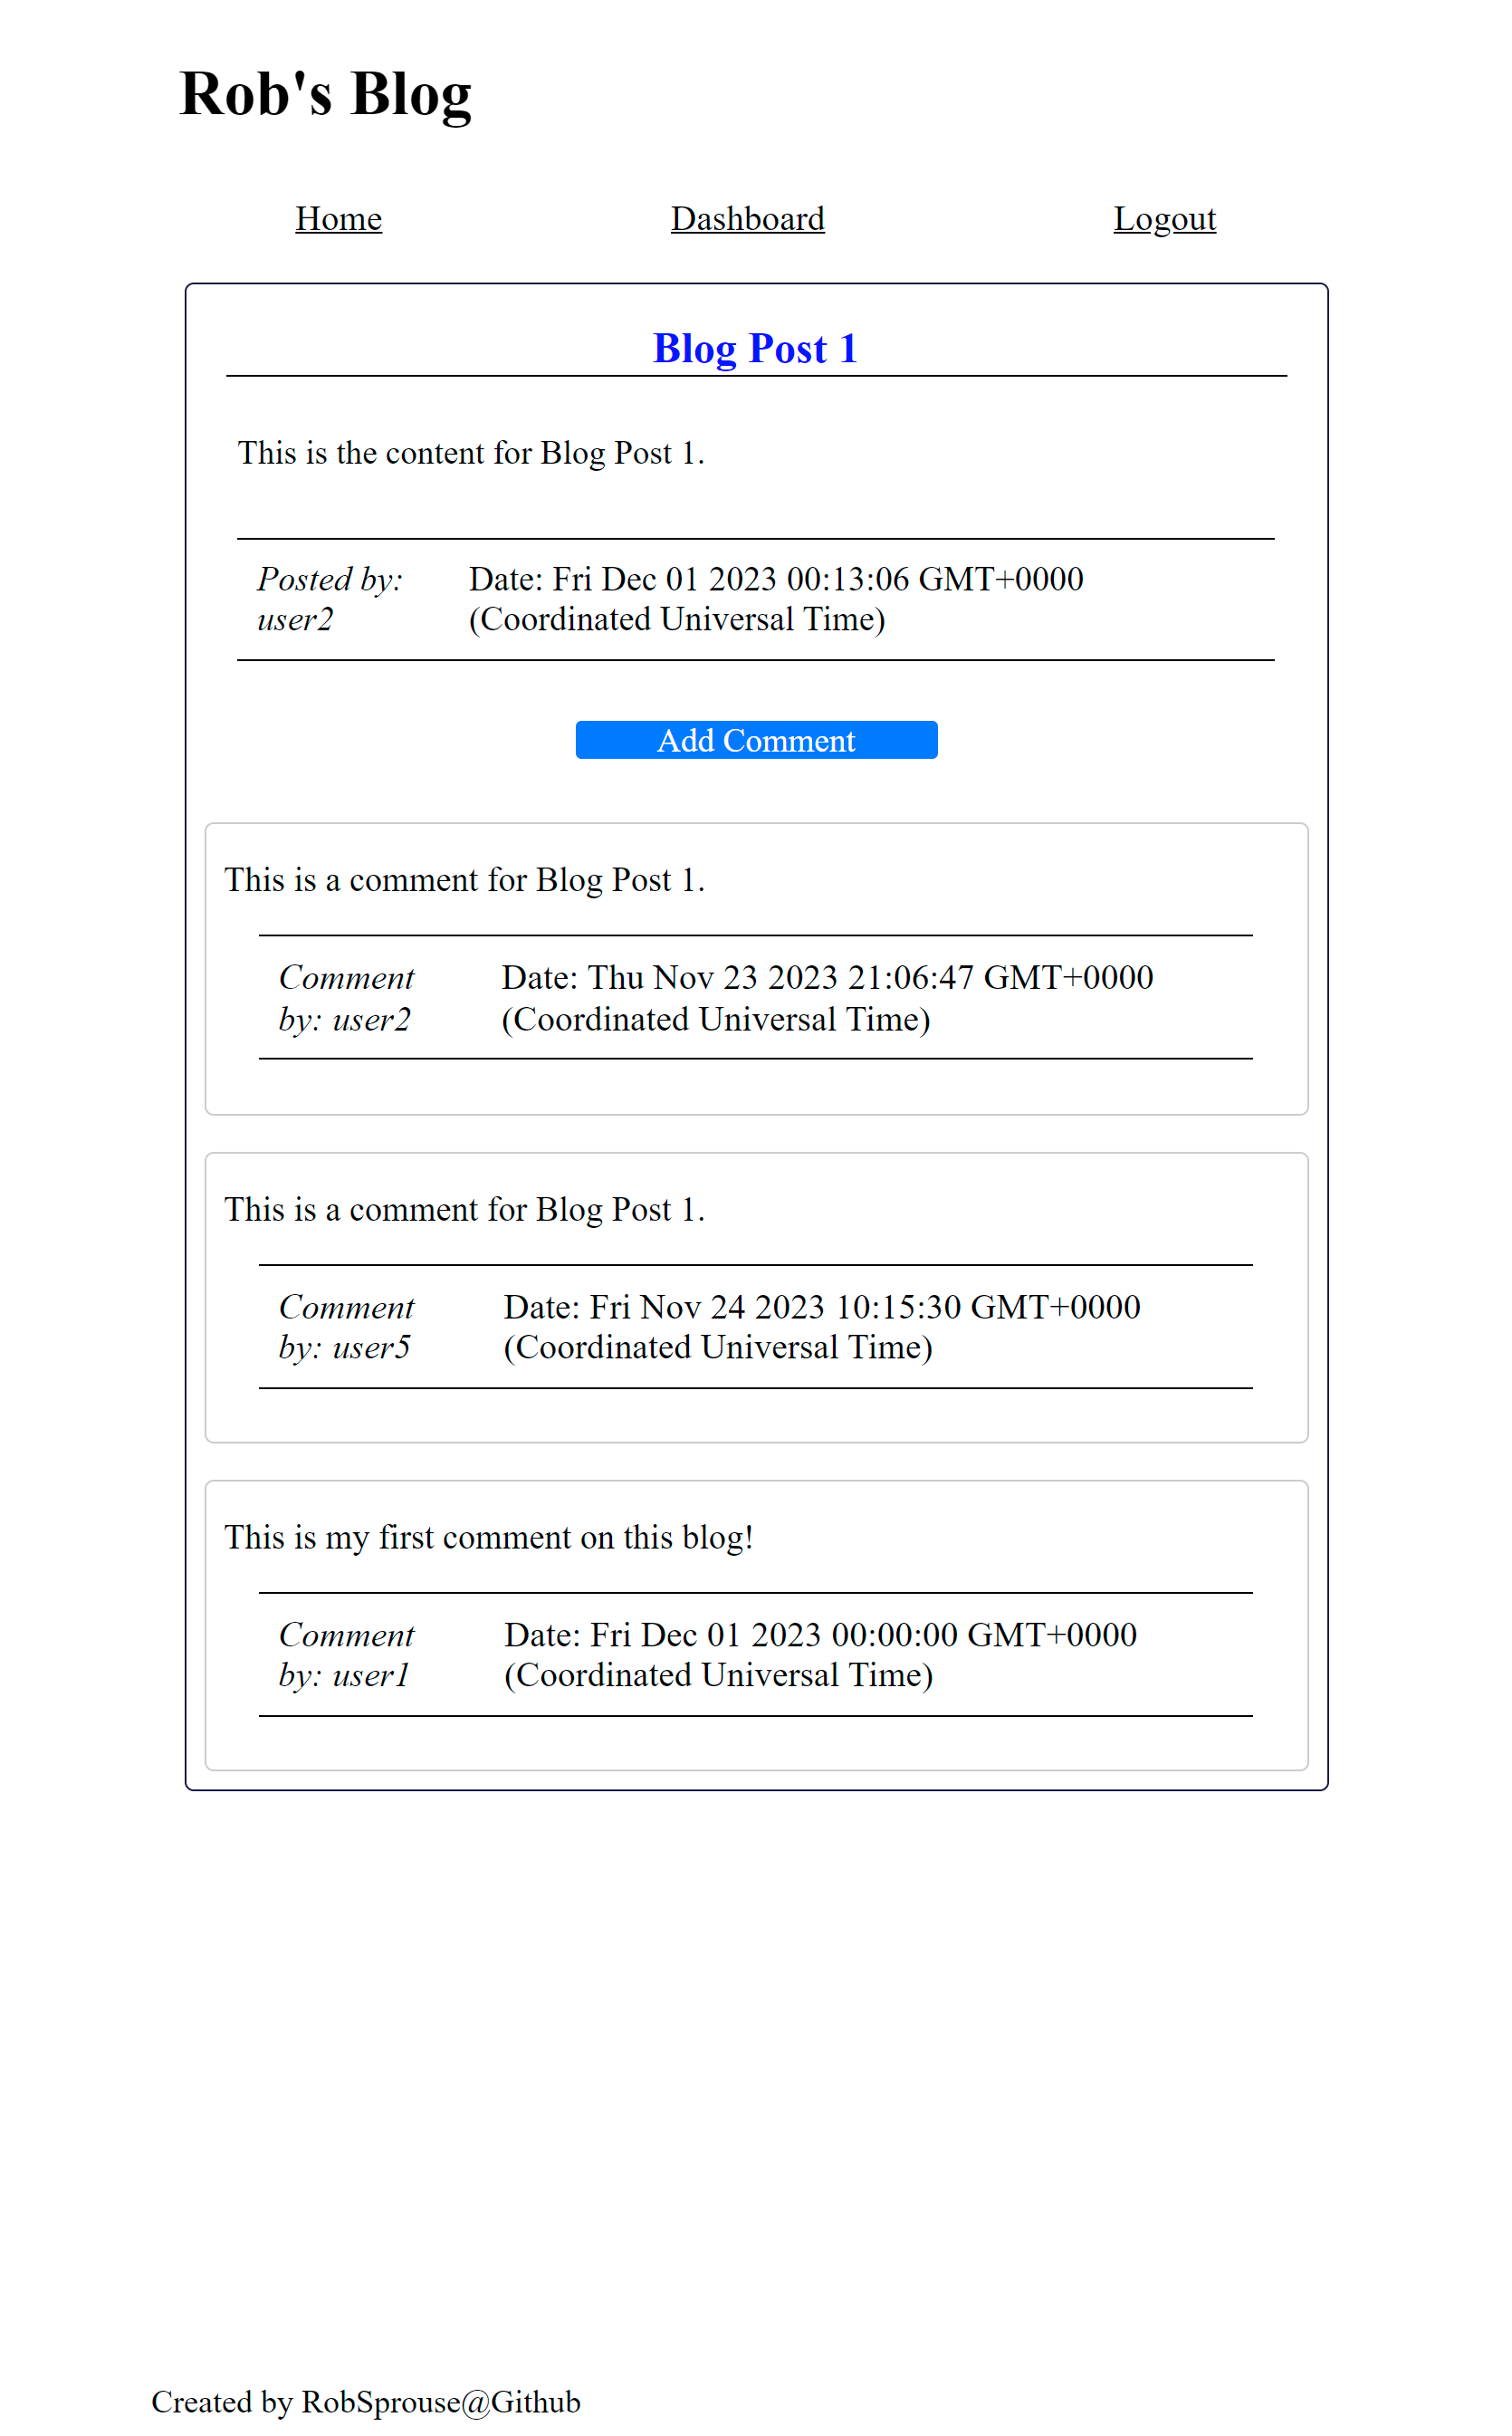 Rob's Blog
Home Dashboard Logout
Blog Post 1
This is the content for Blog Post 1.
Posted by:
user2
Date: Fri Dec 01 2023 00:13:06 GMT+0000
(Coordinated Universal Time)
Add Comment
This is a comment for Blog Post 1.
Comment
by: user2
Date: Thu Nov 23 2023 21:06:47 GMT+0000
(Coordinated Universal Time)
This is a comment for Blog Post 1.
Comment
by: user5
Date: Fri Nov 24 2023 10:15:30 GMT+0000
(Coordinated Universal Time)
This is my first comment on this blog!
Comment
by: user1
Date: Fri Dec 01 2023 00:00:00 GMT+0000
(Coordinated Universal Time)
Created by RobSprouse@Github